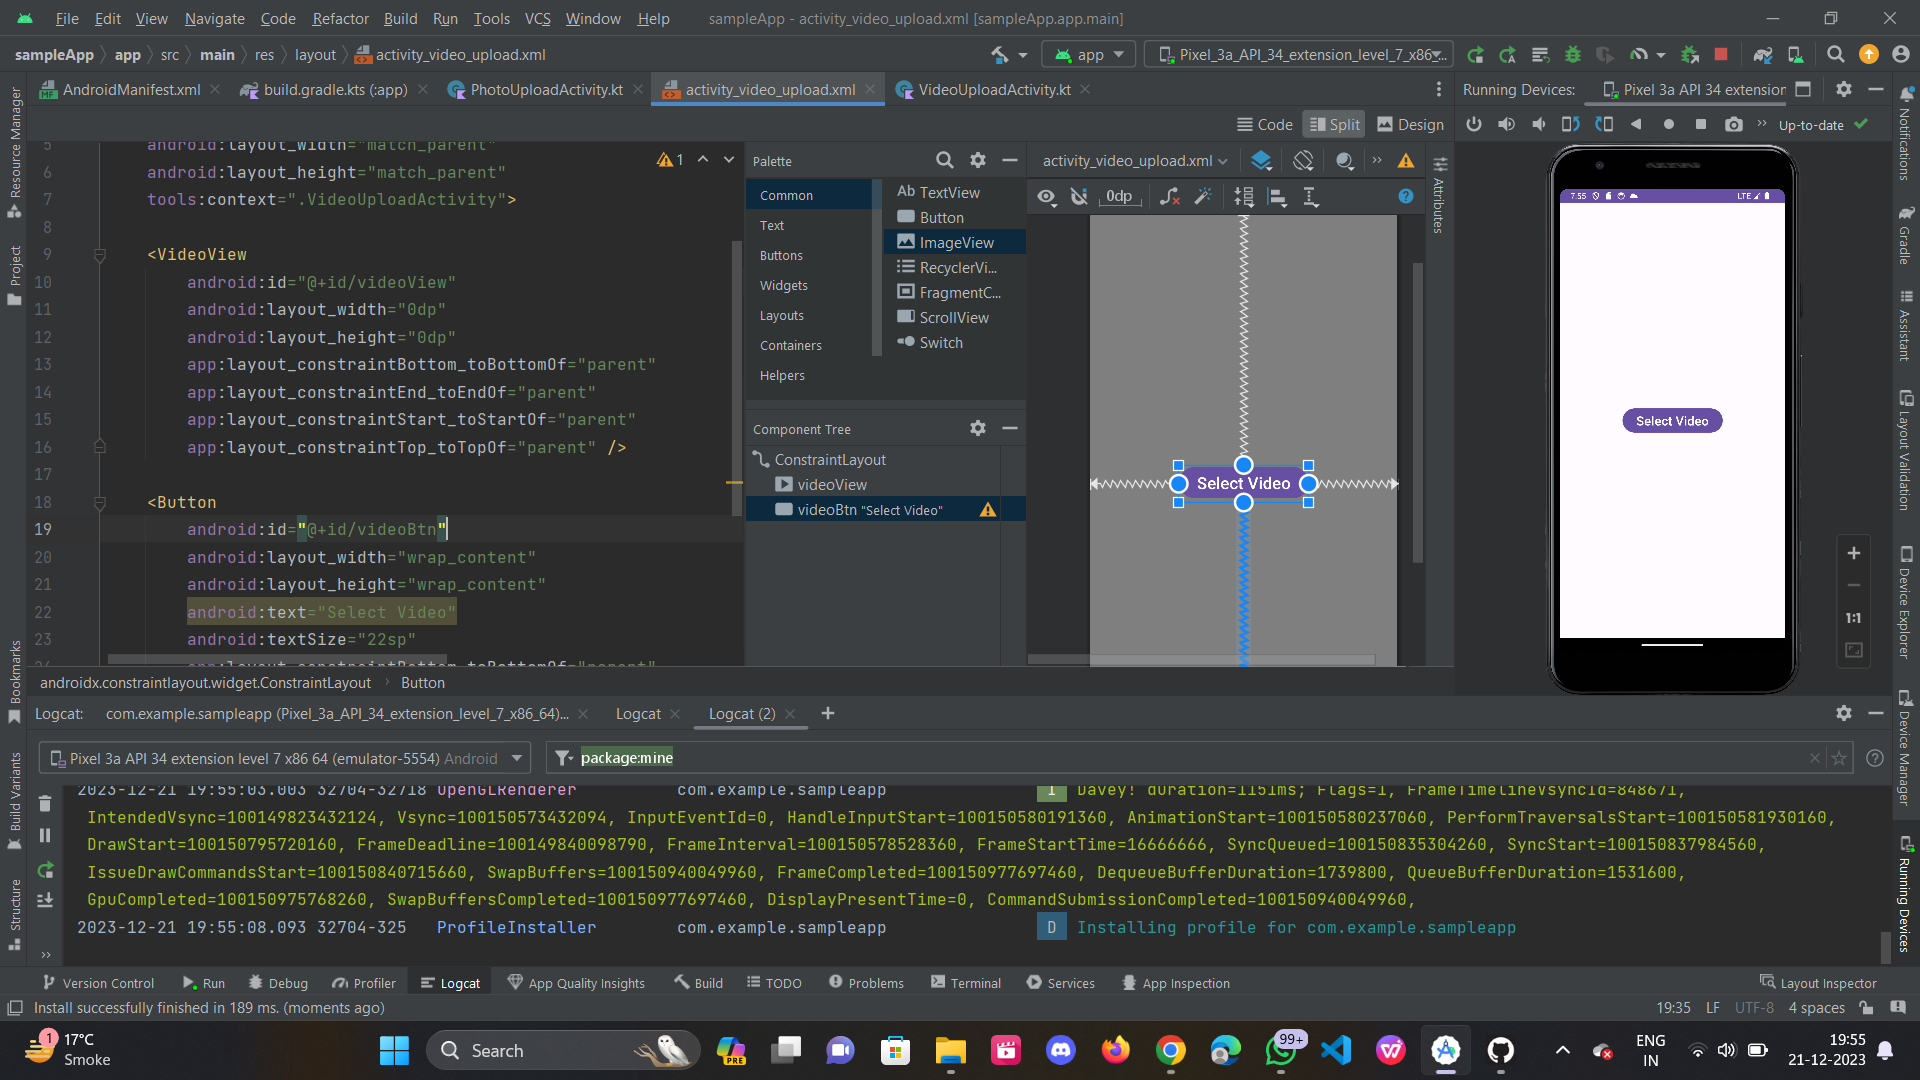 File Edit View Navigate Code Refactor Build Run Tools VCS Window Help sampleApp - activity_video_upload.xml [sampleApp.app.main]
sampleApp app src main res layout activity_video_upload.xml app Pixel_3a_API_34_extension_level_7_x86...
AndroidManifest.xml build.gradle.kts (:app) PhotoUploadActivity.kt activity_video_upload.xml VideoUploadActivity.kt Running Devices: Pixel 3a API 34 extension
Code Split Design Up-to-date
Resource Manager
Project
Bookmarks
Build Variants
Structure
5 android:layout_width="match_parent"
6 android:layout_height="match_parent"
7 tools:context=".VideoUploadActivity">
8
9 <VideoView
10 android:id="@+id/videoView"
11 android:layout_width="0dp"
12 android:layout_height="0dp"
13 app:layout_constraintBottom_toBottomOf="parent"
14 app:layout_constraintEnd_toEndOf="parent"
15 app:layout_constraintStart_toStartOf="parent"
16 app:layout_constraintTop_toTopOf="parent" />
17
18 <Button
19 android:id="@+id/videoBtn"
20 android:layout_width="wrap_content"
21 android:layout_height="wrap_content"
22 android:text="Select Video"
23 android:textSize="22sp"
24 app:layout_constraintBottom_toBottomOf="parent"
1
Palette
Common
Text
Buttons
Widgets
Layouts
Containers
Helpers
Ab TextView
Button
ImageView
RecyclerVi...
FragmentC...
ScrollView
Switch
Component Tree
ConstraintLayout
videoView
videoBtn "Select Video"
activity_video_upload.xml
0dp
Select Video
Attributes
7:55 LTE
Select Video
1:1
Notifications
Gradle
Assistant
Layout Validation
Device Explorer
Device Manager
Running Devices
androidx.constraintlayout.widget.ConstraintLayout Button
Logcat: com.example.sampleapp (Pixel_3a_API_34_extension_level_7_x86_64)... Logcat Logcat (2)
Pixel 3a API 34 extension level 7 x86 64 (emulator-5554) Android package:mine
2023-12-21 19:55:03.003 32704-32718 OpenGLRenderer com.example.sampleapp I Davey! duration=1151ms; Flags=1, FrameTimelineVsyncId=848671,
IntendedVsync=100149823432124, Vsync=100150573432094, InputEventId=0, HandleInputStart=100150580191360, AnimationStart=100150580237060, PerformTraversalsStart=100150581930160,
DrawStart=100150795720160, FrameDeadline=100149840098790, FrameInterval=100150578528360, FrameStartTime=16666666, SyncQueued=100150835304260, SyncStart=100150837984560,
IssueDrawCommandsStart=100150840715660, SwapBuffers=100150940049960, FrameCompleted=100150977697460, DequeueBufferDuration=1739800, QueueBufferDuration=1531600,
GpuCompleted=100150975768260, SwapBuffersCompleted=100150977697460, DisplayPresentTime=0, CommandSubmissionCompleted=100150940049960,
2023-12-21 19:55:08.093 32704-325 ProfileInstaller com.example.sampleapp D Installing profile for com.example.sampleapp
Version Control Run Debug Profiler Logcat App Quality Insights Build TODO Problems Terminal Services App Inspection Layout Inspector
Install successfully finished in 189 ms. (moments ago) 19:35 LF UTF-8 4 spaces
1 17°C
Smoke
Search
PRE
99+
ENG
IN
19:55
21-12-2023